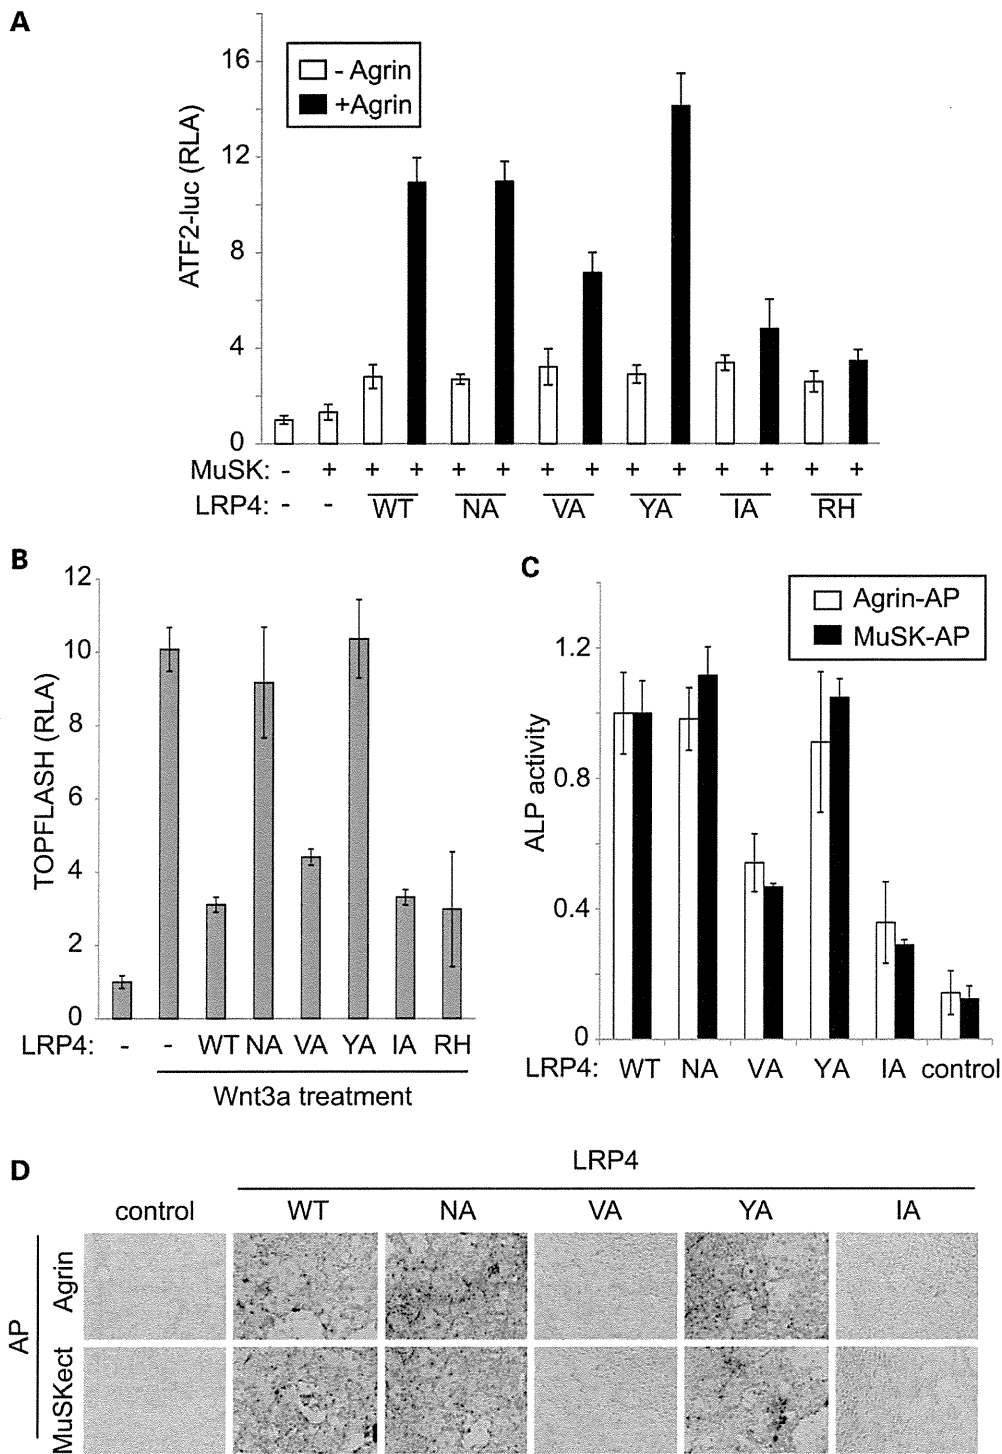 A
ATF2-luc (RLA)
16
12
8
4
0
- Agrin
+Agrin
MuSK: - + + + + + + + + + + +
LRP4: - - WT NA VA YA IA RH
B
TOPFLASH (RLA)
12
10
8
6
4
2
0
LRP4: - - WT NA VA YA IA RH
Wnt3a treatment
C
ALP activity
1.2
0.8
0.4
0
Agrin-AP
MuSK-AP
LRP4: WT NA VA YA IA control
D
LRP4
control WT NA VA YA IA
AP
Agrin
MuSKect